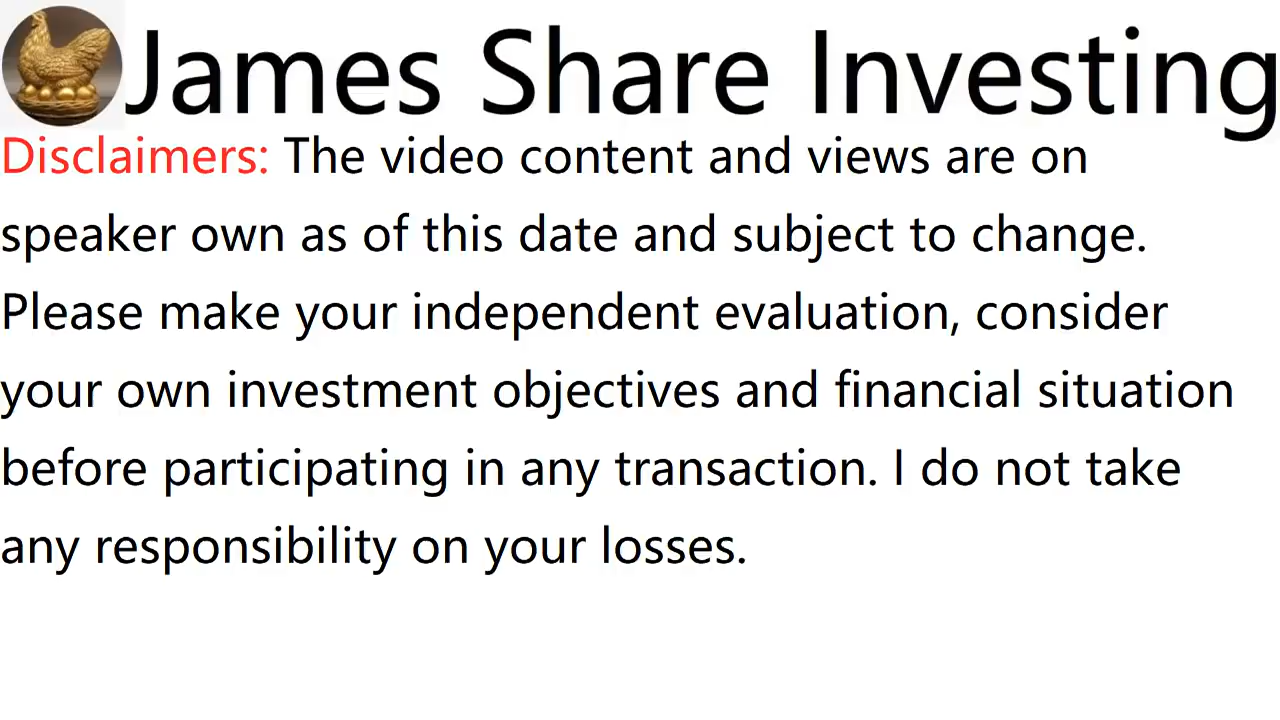 James Share Investing
Disclaimers: The video content and views are on
speaker own as of this date and subject to change.
Please make your independent evaluation, consider
your own investment objectives and financial situation
before participating in any transaction. I do not take
any responsibility on your losses.